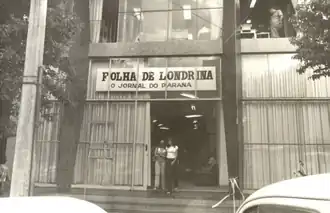 FOLHA DE LONDRINA
O JORNAL DO PARANÁ